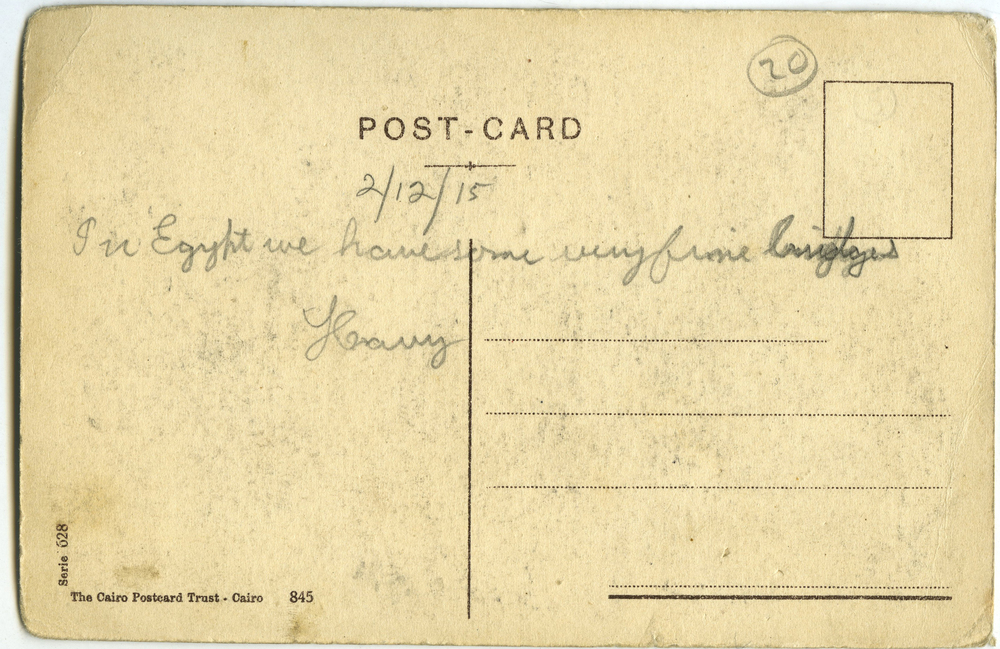 20
POST-CARD
2/12/15
In Egypt we have some very fine bridges
Harry
Serie 628
The Cairo Postcard Trust - Cairo 845